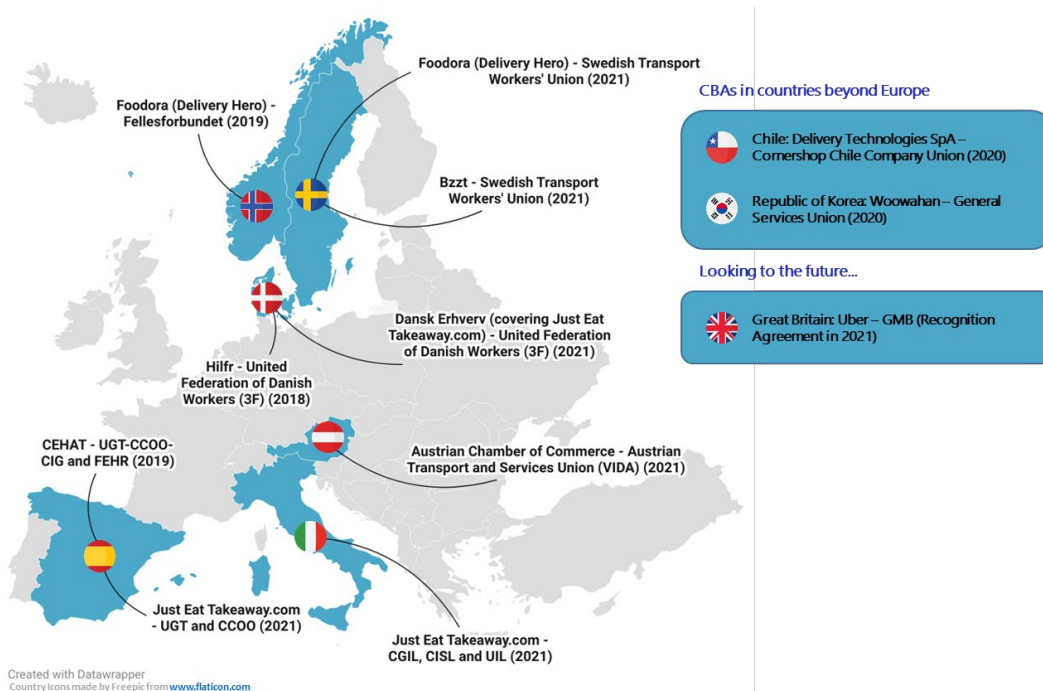 Foodora (Delivery Hero) - Swedish Transport
Workers' Union (2021)
Foodora (Delivery Hero) -
Fellesforbundet (2019)
Bzzt - Swedish Transport
Workers' Union (2021)
Dansk Erhverv (covering Just Eat
Takeaway.com) - United Federation
of Danish Workers (3F) (2021)
Hilfr - United
Federation of Danish
Workers (3F) (2018)
CEHAT - UGT-CCOO-
CIG and FEHR (2019)
Austrian Chamber of Commerce - Austrian
Transport and Services Union (VIDA) (2021)
Just Eat Takeaway.com
- UGT and CCOO (2021)
Just Eat Takeaway.com -
CGIL, CISL and UIL (2021)
CBAs in countries beyond Europe
Chile: Delivery Technologies SpA –
Cornershop Chile Company Union (2020)
Republic of Korea: Woowahan – General
Services Union (2020)
Looking to the future...
Great Britain: Uber – GMB (Recognition
Agreement in 2021)
Created with Datawrapper
Country Icons made by Freepic from www.flaticon.com